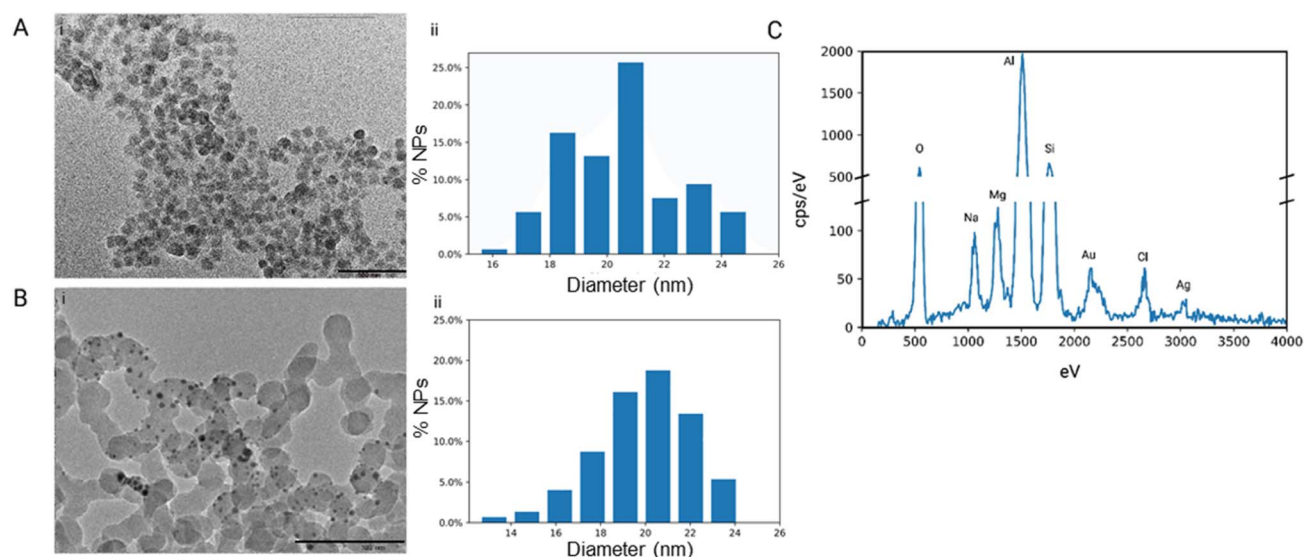 A
i
ii
25.0%
20.0%
15.0%
10.0%
5.0%
0.0%
% NPs
16
18
20
22
24
26
Diameter (nm)
B
i
ii
25.0%
20.0%
15.0%
10.0%
5.0%
0.0%
% NPs
14
16
18
20
22
24
26
Diameter (nm)
C
2000
1500
1000
500
100
50
0
cps/eV
O
Na
Mg
Al
Si
Au
Cl
Ag
0
500
1000
1500
2000
2500
3000
3500
4000
eV